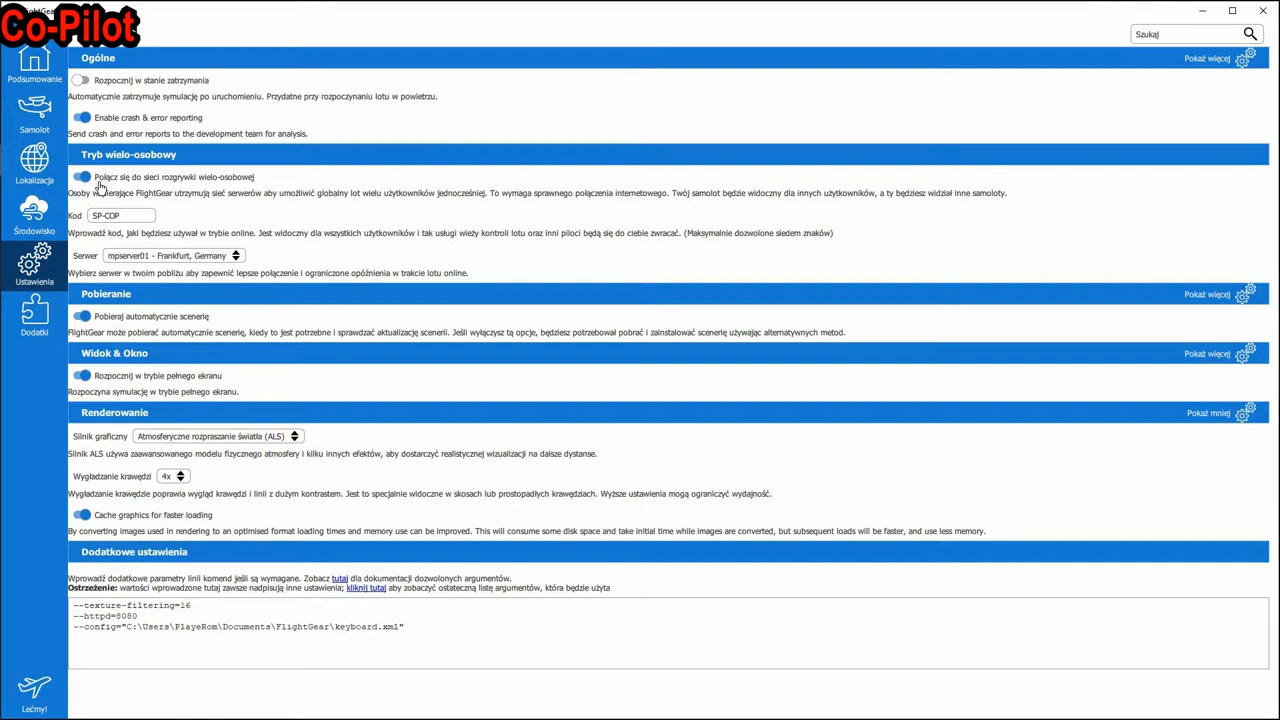 Co-Pilot
Szukaj
Ogólne
Pokaż więcej
Podsumowanie
Rozpocznij w stanie zatrzymania
Automatycznie zatrzymuje symulację po uruchomieniu. Przydatne przy rozpoczynaniu lotu w powietrzu.
Enable crash & error reporting
Samolot
Send crash and error reports to the development team for analysis.
Tryb wielo-osobowy
Połącz się do sieci rozgrywki wielo-osobowej
Lokalizacja
Osoby wspierające FlightGear utrzymują sieć serwerów aby umożliwić globalny lot wielu użytkowników jednocześniej. To wymaga sprawnego połączenia internetowego. Twój samolot będzie widoczny dla innych użytkowników, a ty będziesz widział inne samoloty.
Kod SP-COP
Środowisko
Wprowadź kod, jaki będziesz używał w trybie online. Jest widoczny dla wszystkich użytkowników i tak usługi wieży kontroli lotu oraz inni piloci będą się do ciebie zwracać. (Maksymalnie dozwolone siedem znaków)
Serwer mpserver01 - Frankfurt, Germany
Wybierz serwer w twoim pobliżu aby zapewnić lepsze połączenie i ograniczone opóźnienia w trakcie lotu online.
Ustawienia
Pobieranie
Pokaż więcej
Pobieraj automatycznie scenerię
FlightGear może pobierać automatycznie scenerię, kiedy to jest potrzebne i sprawdzać aktualizację scenerii. Jeśli wyłączysz tą opcje, będziesz potrzebował pobrać i zainstalować scenerię używając alternatywnych metod.
Dodatki
Widok & Okno
Pokaż więcej
Rozpocznij w trybie pełnego ekranu
Rozpoczyna symulację w trybie pełnego ekranu.
Renderowanie
Pokaż mniej
Silnik graficzny Atmosferyczne rozpraszanie światła (ALS)
Silnik ALS używa zaawansowanego modelu fizycznego atmosfery i kilku innych efektów, aby dostarczyć realistycznej wizualizacji na dalsze dystanse.
Wygładzanie krawędzi 4x
Wygładzanie krawędzie poprawia wygląd krawędzi i linii z dużym kontrastem. Jest to specjalnie widoczne w skosach lub prostopadłych krawędziach. Wyższe ustawienia mogą ograniczyć wydajność.
Cache graphics for faster loading
By converting images used in rendering to an optimised format loading times and memory use can be improved. This will consume some disk space and take initial time while images are converted, but subsequent loads will be faster, and use less memory.
Dodatkowe ustawienia
Wprowadź dodatkowe parametry linii komend jeśli są wymagane. Zobacz tutaj dla dokumentacji dozwolonych argumentów.
Ostrzeżenie: wartości wprowadzone tutaj zawsze nadpisują inne ustawienia; kliknij tutaj aby zobaczyć ostateczną listę argumentów, która będzie użyta
--texture-filtering=16
--httpd=8080
--config="C:\Users\PlayeRom\Documents\FlightGear\keyboard.xml"
Lećmy!